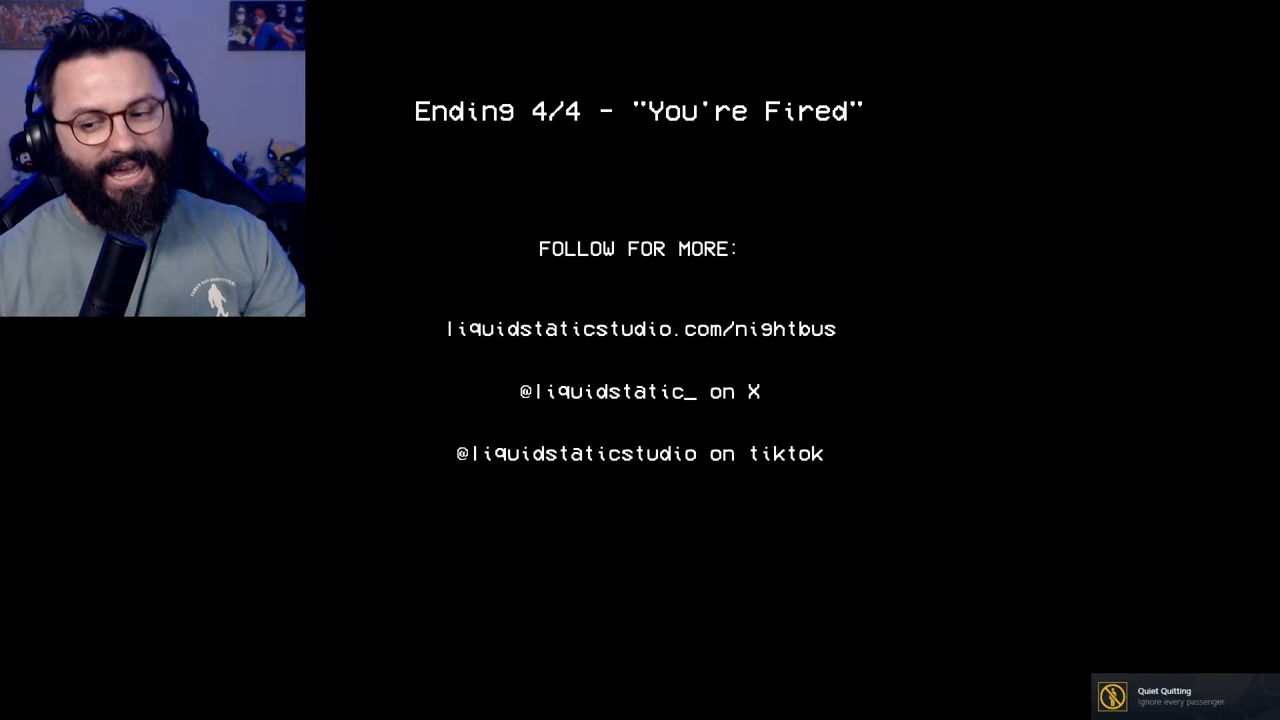 Ending 4/4 - "You're Fired"
FOLLOW FOR MORE:
liquidstaticstudio.com/nightbus
@liquidstatic_ on X
@liquidstaticstudio on tiktok
Quiet Quitting
Ignore every passenger